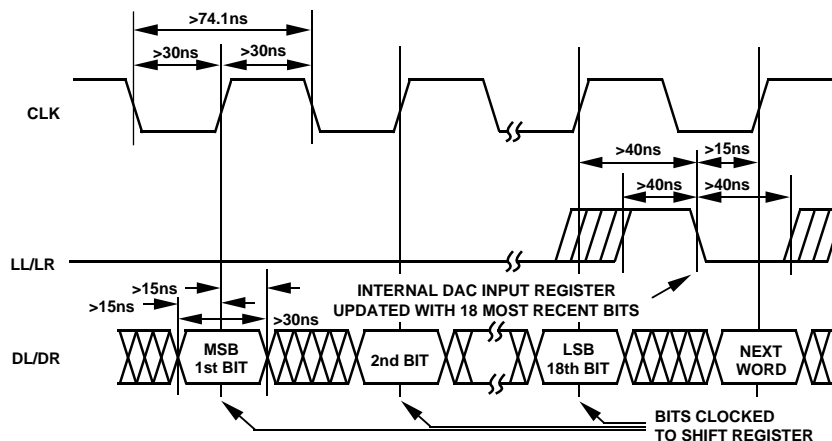 >74.1ns
>30ns >30ns
CLK
>40ns >15ns
>40ns >40ns
LL/LR
>15ns
>15ns
INTERNAL DAC INPUT REGISTER
UPDATED WITH 18 MOST RECENT BITS
>30ns
DL/DR
MSB
1st BIT
2nd BIT
LSB
18th BIT
NEXT
WORD
BITS CLOCKED
TO SHIFT REGISTER